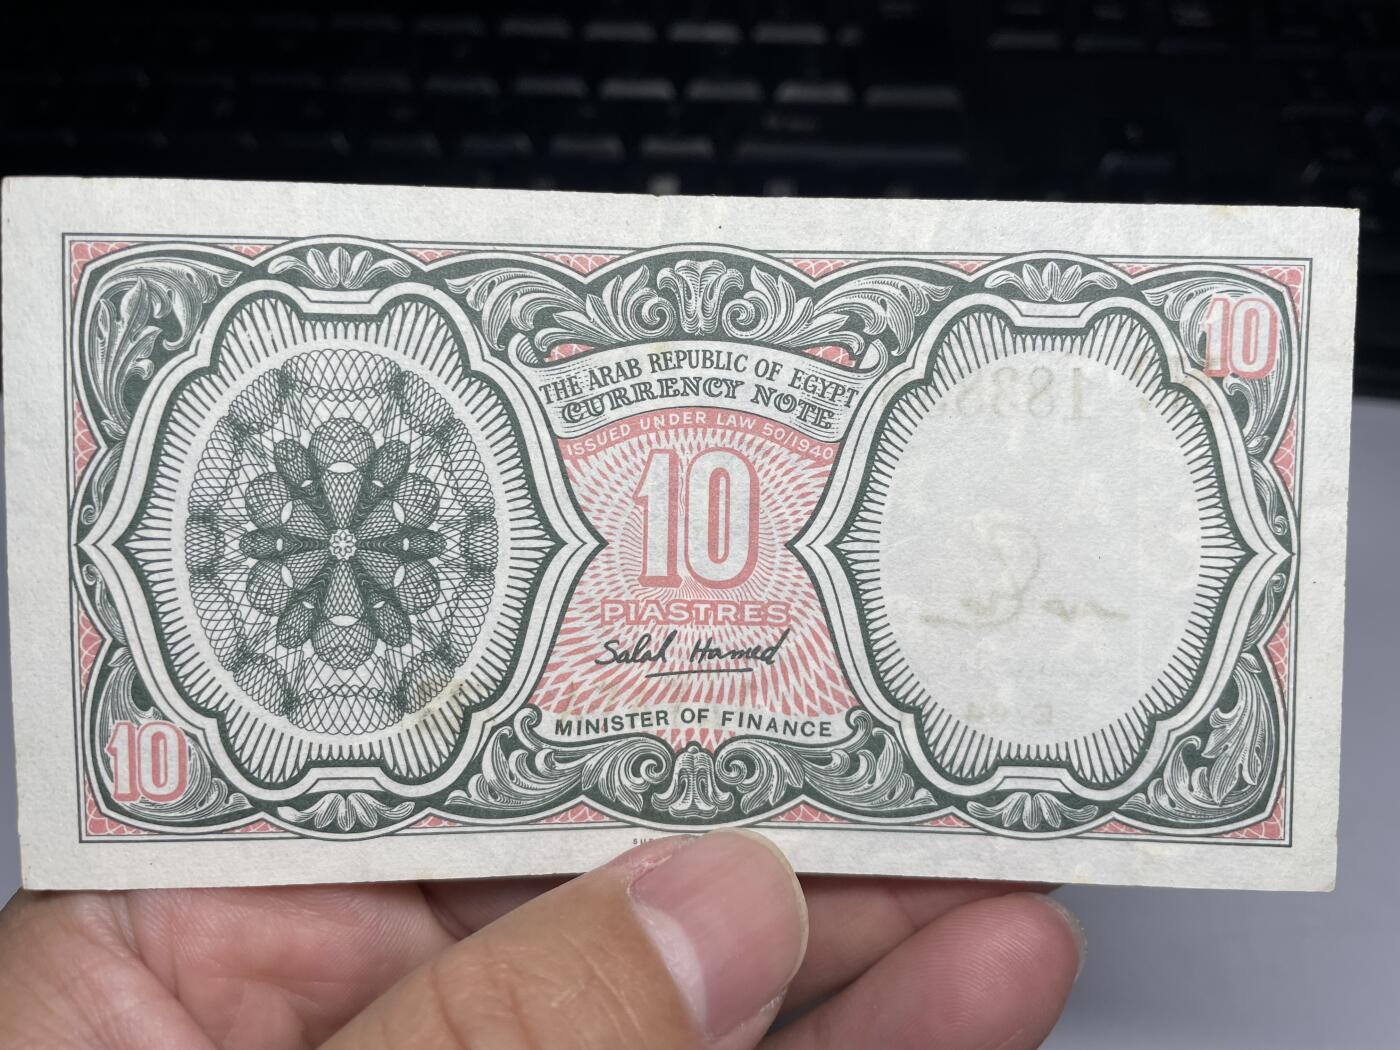 10
THE ARAB REPUBLIC OF EGYPT
CURRENCY NOTE
ISSUED UNDER LAW 50/1940
10
PIASTRES
Salah Hamed
MINISTER OF FINANCE
10